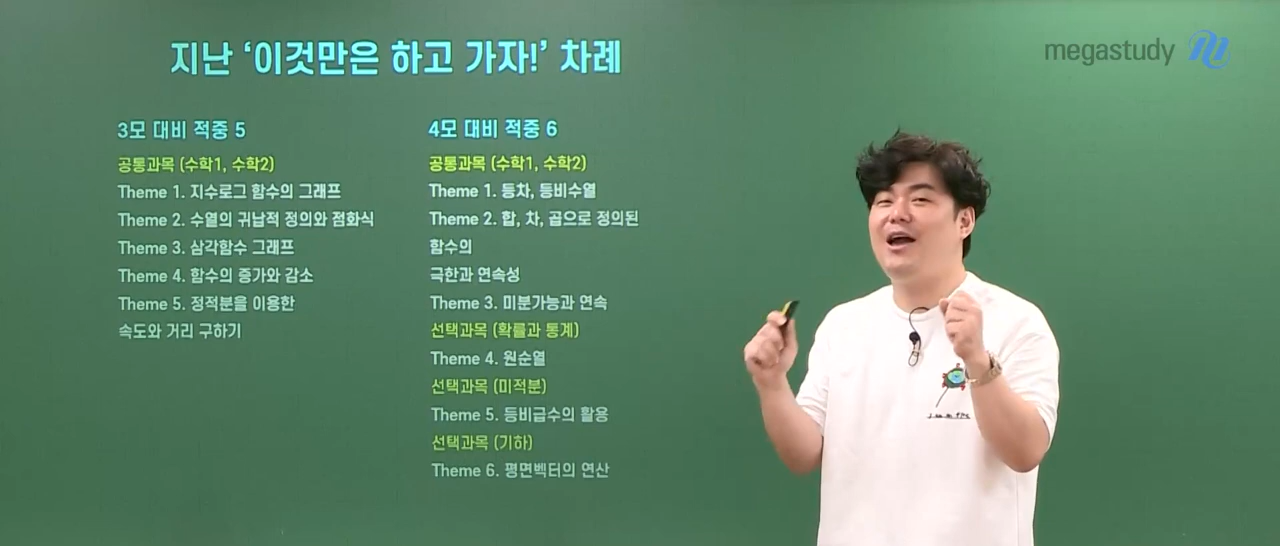 지난 ‘이것만은 하고 가자!’ 차례
megastudy
3모 대비 적중 5
공통과목 (수학1, 수학2)
Theme 1. 지수로그 함수의 그래프
Theme 2. 수열의 귀납적 정의와 점화식
Theme 3. 삼각함수 그래프
Theme 4. 함수의 증가와 감소
Theme 5. 정적분을 이용한
속도와 거리 구하기
4모 대비 적중 6
공통과목 (수학1, 수학2)
Theme 1. 등차, 등비수열
Theme 2. 합, 차, 곱으로 정의된
함수의
극한과 연속성
Theme 3. 미분가능과 연속
선택과목 (확률과 통계)
Theme 4. 원순열
선택과목 (미적분)
Theme 5. 등비급수의 활용
선택과목 (기하)
Theme 6. 평면벡터의 연산